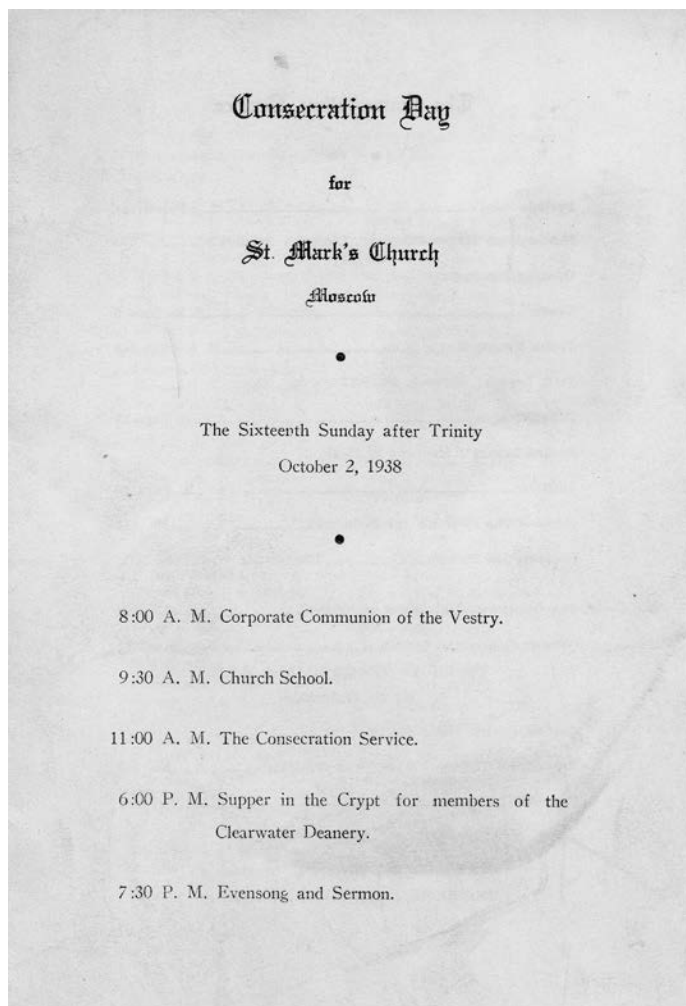 Consecration Day
for
St. Mark's Church
Moscow
The Sixteenth Sunday after Trinity
October 2, 1938
8:00 A. M. Corporate Communion of the Vestry.
9:30 A. M. Church School.
11:00 A. M. The Consecration Service.
6:00 P. M. Supper in the Crypt for members of the
Clearwater Deanery.
7:30 P. M. Evensong and Sermon.